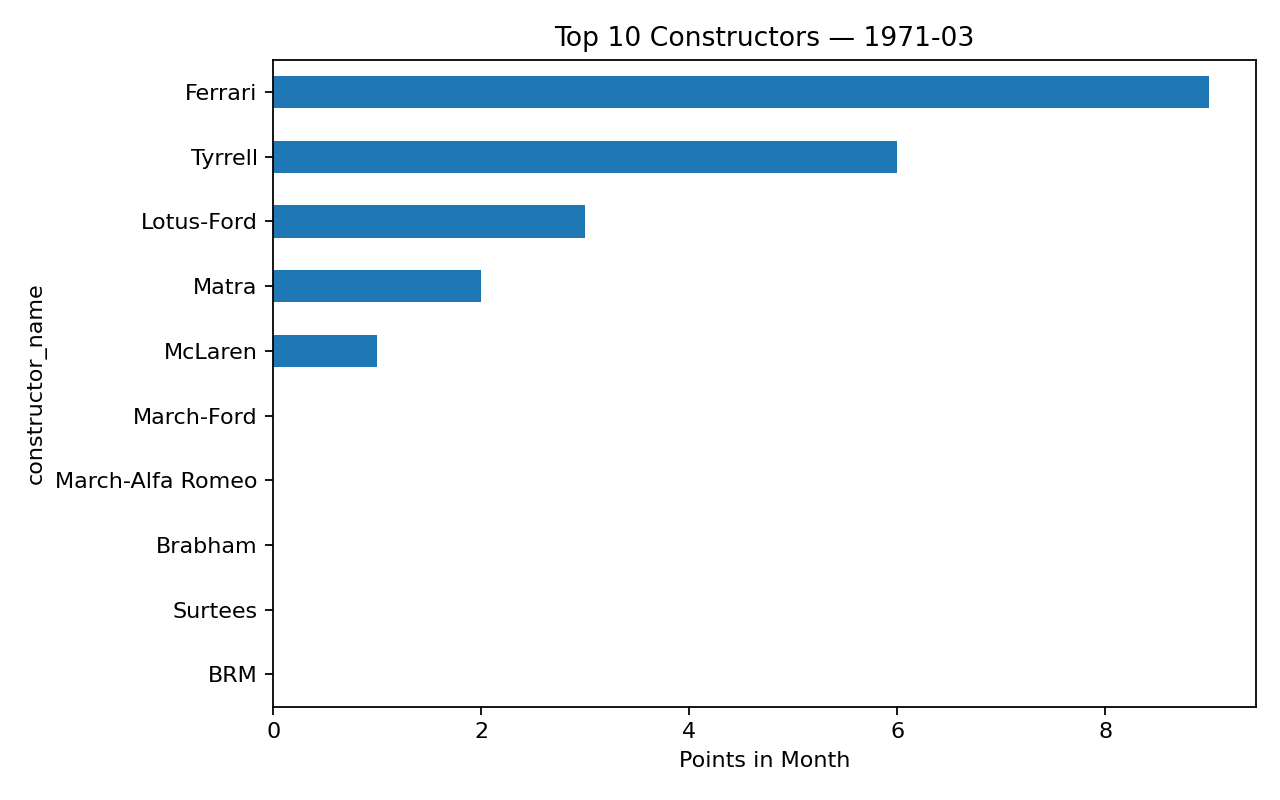 Top 10 Constructors — 1971-03
constructor_name
Ferrari
Tyrrell
Lotus-Ford
Matra
McLaren
March-Ford
March-Alfa Romeo
Brabham
Surtees
BRM
0 2 4 6 8
Points in Month